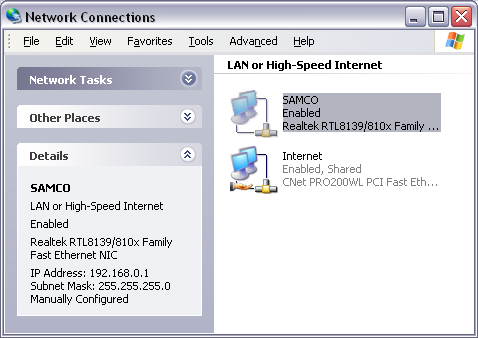 Network Connections
File Edit View Favorites Tools Advanced Help
Network Tasks
Other Places
Details
SAMCO
LAN or High-Speed Internet
Enabled
Realtek RTL8139/810x Family
Fast Ethernet NIC
IP Address: 192.168.0.1
Subnet Mask: 255.255.255.0
Manually Configured
LAN or High-Speed Internet
SAMCO
Enabled
Realtek RTL8139/810x Family ...
Internet
Enabled, Shared
CNet PRO200WL PCI Fast Eth...